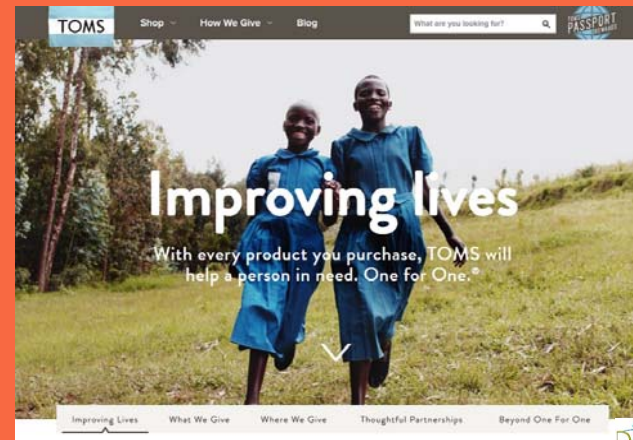 TOMS
Shop How We Give Blog
What are you looking for?
TOMS
PASSPORT
REWARDS
Improving lives
With every product you purchase, TOMS will
help a person in need. One for One.®
Improving Lives What We Give Where We Give Thoughtful Partnerships Beyond One For One